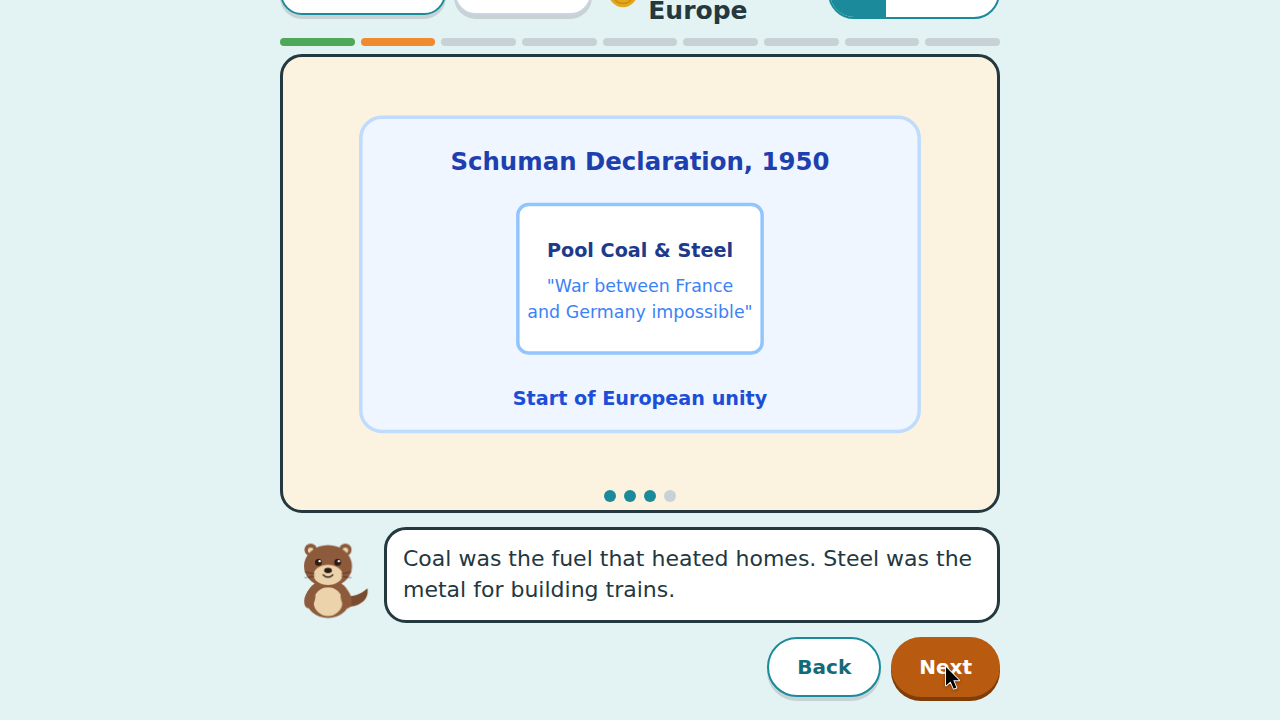 Europe
Schuman Declaration, 1950
Pool Coal & Steel
"War between France
and Germany impossible"
Start of European unity
Coal was the fuel that heated homes. Steel was the
metal for building trains.
Back
Next